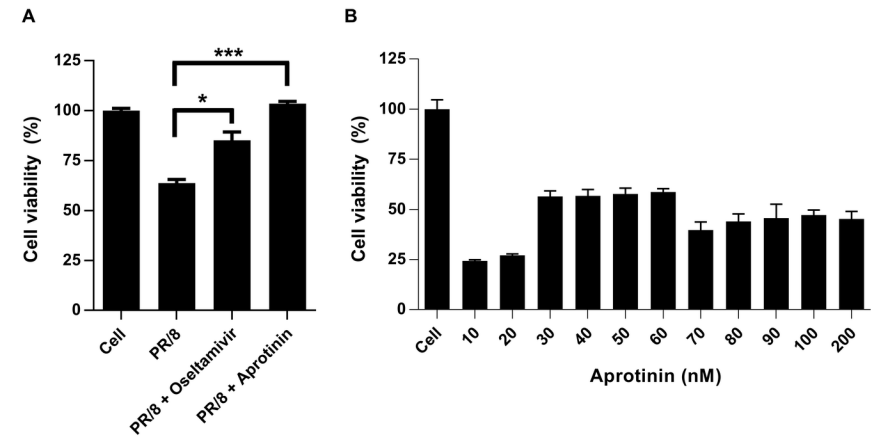 A
Cell viability (%)
125
100
75
50
25
0
***
*
Cell
PR/8
PR/8 + Oseltamivir
PR/8 + Aprotinin
B
Cell viability (%)
125
100
75
50
25
0
Cell
10
20
30
40
50
60
70
80
90
100
200
Aprotinin (nM)